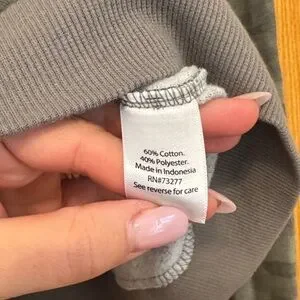 60% Cotton.
40% Polyester.
Made in Indonesia
RN#73277
See reverse for care